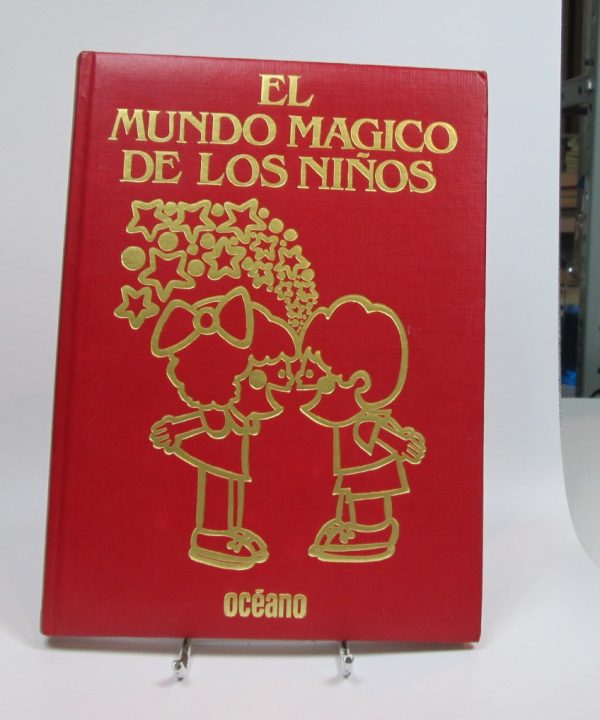 EL
MUNDO MAGICO
DE LOS NIÑOS
océano